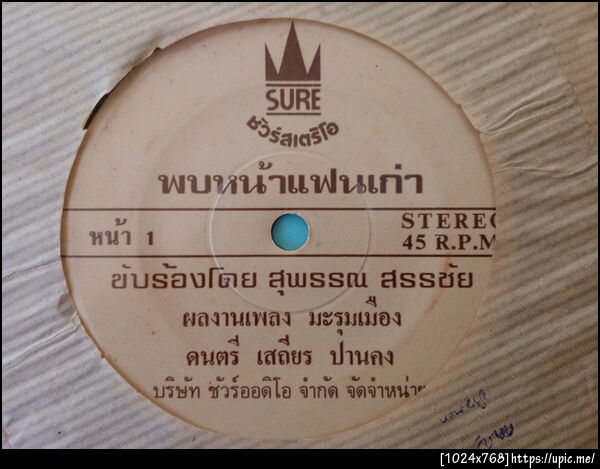 SURE
ชัวร์สเตริโอ
พบหน้าแฟนเก่า
หน้า 1
STEREO
45 R.P.M
ขับร้องโดย สุพรรณ สรรชัย
ผลงานเพลง มะรุมเมือง
ดนตรี เสถียร ปานคง
บริษัท ชัวร์ออดิโอ จำกัด จัดจำหน่าย
[1024x768]https://upic.me/